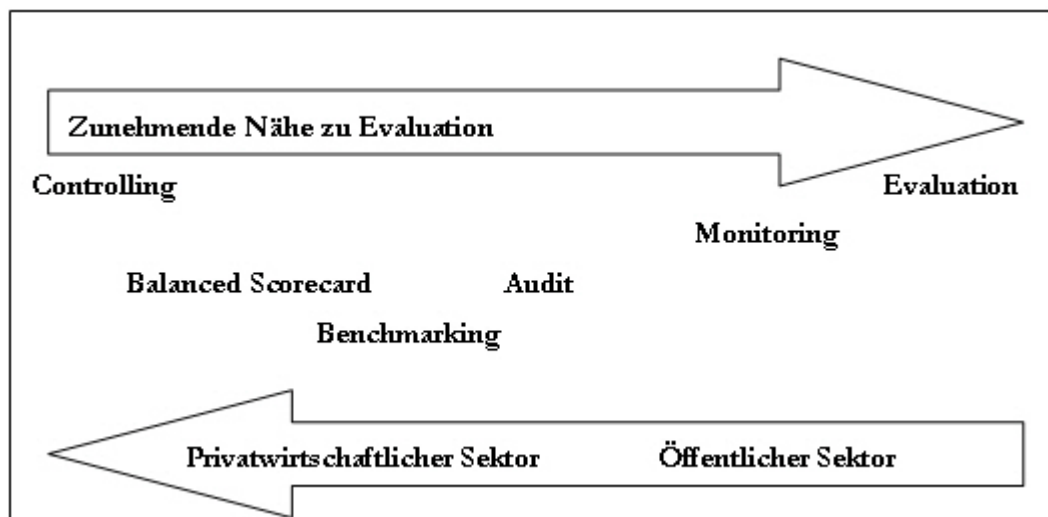 Zunehmende Nähe zu Evaluation
Controlling Evaluation
Monitoring
Balanced Scorecard Audit
Benchmarking
Privatwirtschaftlicher Sektor Öffentlicher Sektor